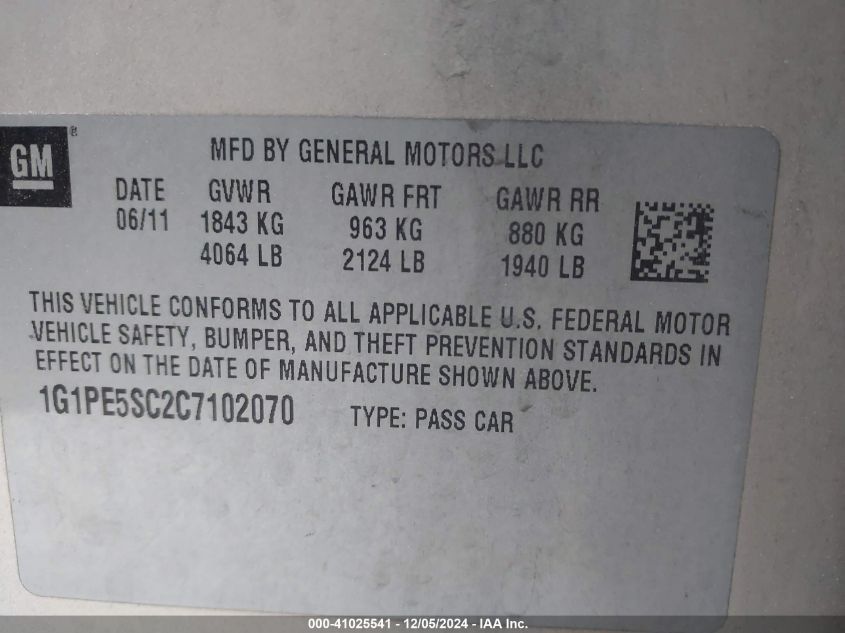 GM®
MFD BY GENERAL MOTORS LLC
DATE GVWR GAWR FRT GAWR RR
06/11 1843 KG 963 KG 880 KG
4064 LB 2124 LB 1940 LB
THIS VEHICLE CONFORMS TO ALL APPLICABLE U.S. FEDERAL MOTOR
VEHICLE SAFETY, BUMPER, AND THEFT PREVENTION STANDARDS IN
EFFECT ON THE DATE OF MANUFACTURE SHOWN ABOVE.
1G1PE5SC2C7102070 TYPE: PASS CAR
000-41025541 - 12/05/2024 - IAA Inc.